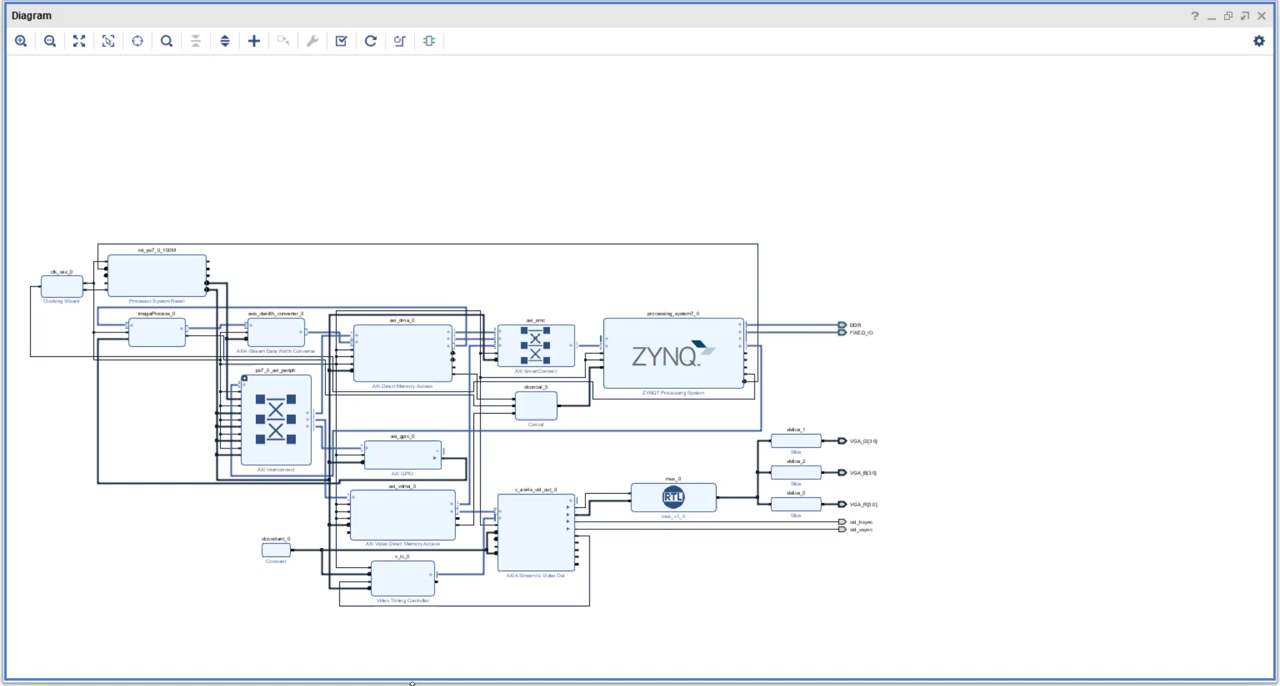 Diagram
rst_ps7_0_100M
Processor System Reset
clk_wiz_0
Clocking Wizard
imageProcess_0
axis_dwidth_converter_0
AXI4-Stream Data Width Converter
axi_dma_0
AXI Direct Memory Access
axi_smc
AXI SmartConnect
processing_system7_0
ZYNQ
ZYNQ7 Processing System
DDR
FIXED_IO
ps7_0_axi_periph
AXI Interconnect
xlconcat_0
Concat
axi_gpio_0
AXI GPIO
axi_vdma_0
AXI Video Direct Memory Access
v_axi4s_vid_out_0
AXI4-Stream to Video Out
mux_0
RTL
mux_v1_0
xlslice_1
Slice
VGA_G[3:0]
xlslice_2
Slice
VGA_B[3:0]
xlslice_0
Slice
VGA_R[3:0]
vid_hsync
vid_vsync
xlconstant_0
Constant
v_tc_0
Video Timing Controller